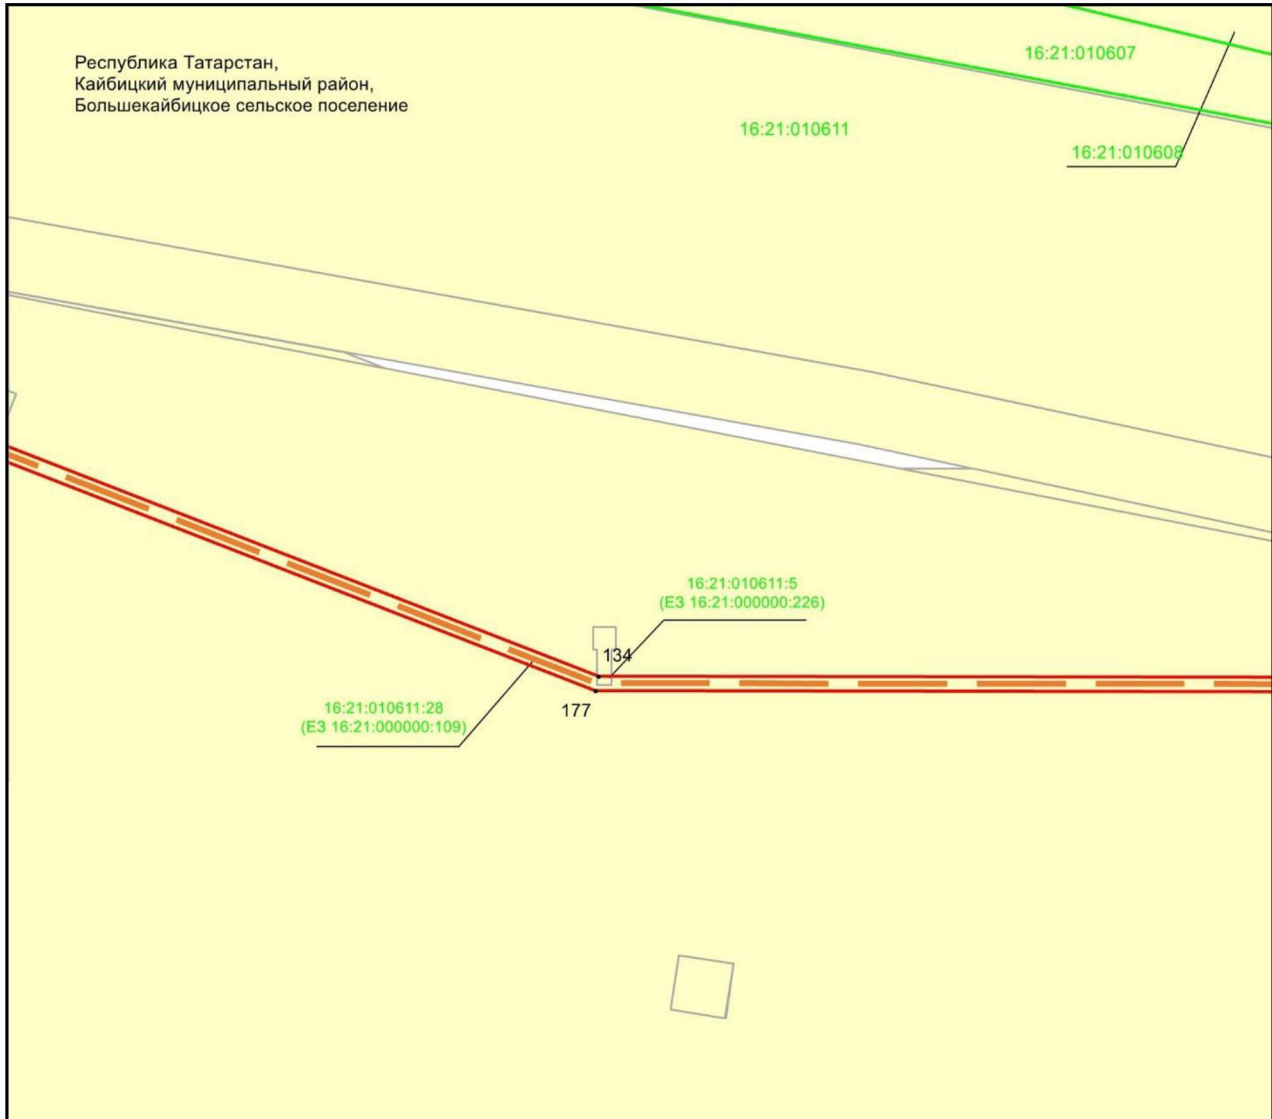 Республика Татарстан,
Кайбицкий муниципальный район,
Большекайбицкое сельское поселение
16:21:010607
16:21:010611
16:21:010608
16:21:010611:5
(ЕЗ 16:21:000000:226)
134
177
16:21:010611:28
(ЕЗ 16:21:000000:109)